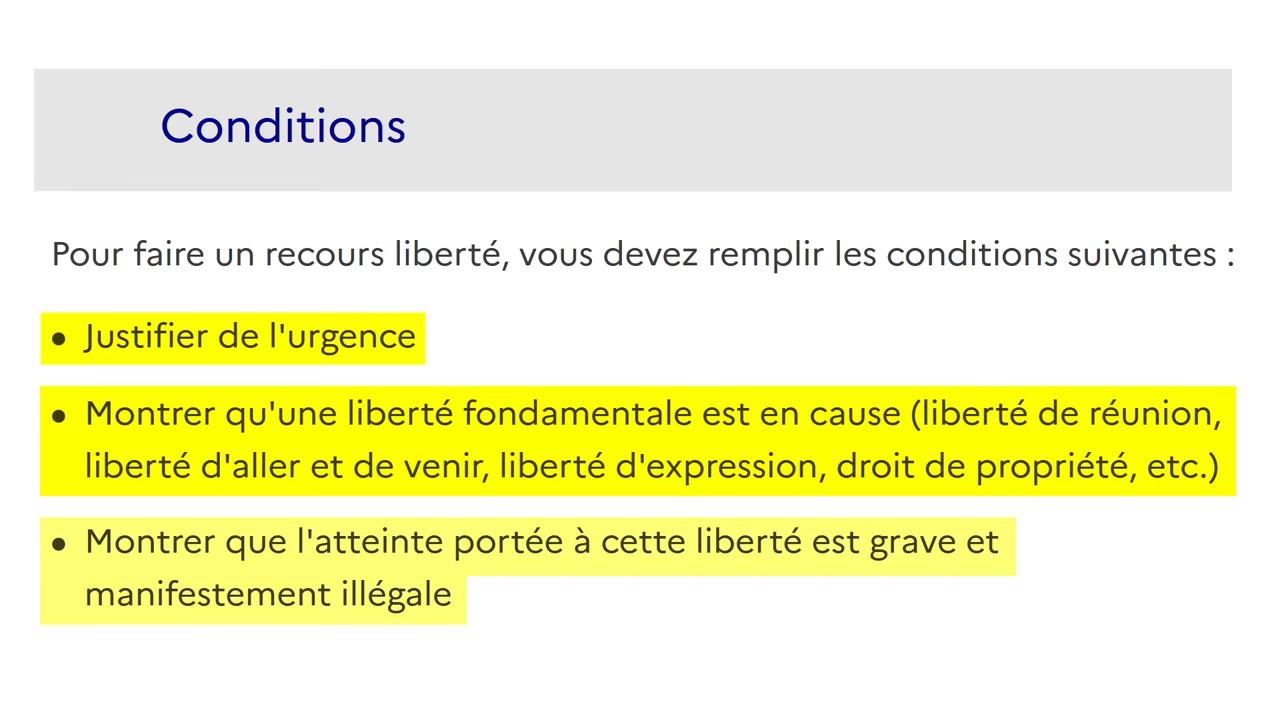 Conditions
Pour faire un recours liberté, vous devez remplir les conditions suivantes :
• Justifier de l'urgence
• Montrer qu'une liberté fondamentale est en cause (liberté de réunion,
liberté d'aller et de venir, liberté d'expression, droit de propriété, etc.)
• Montrer que l'atteinte portée à cette liberté est grave et
manifestement illégale